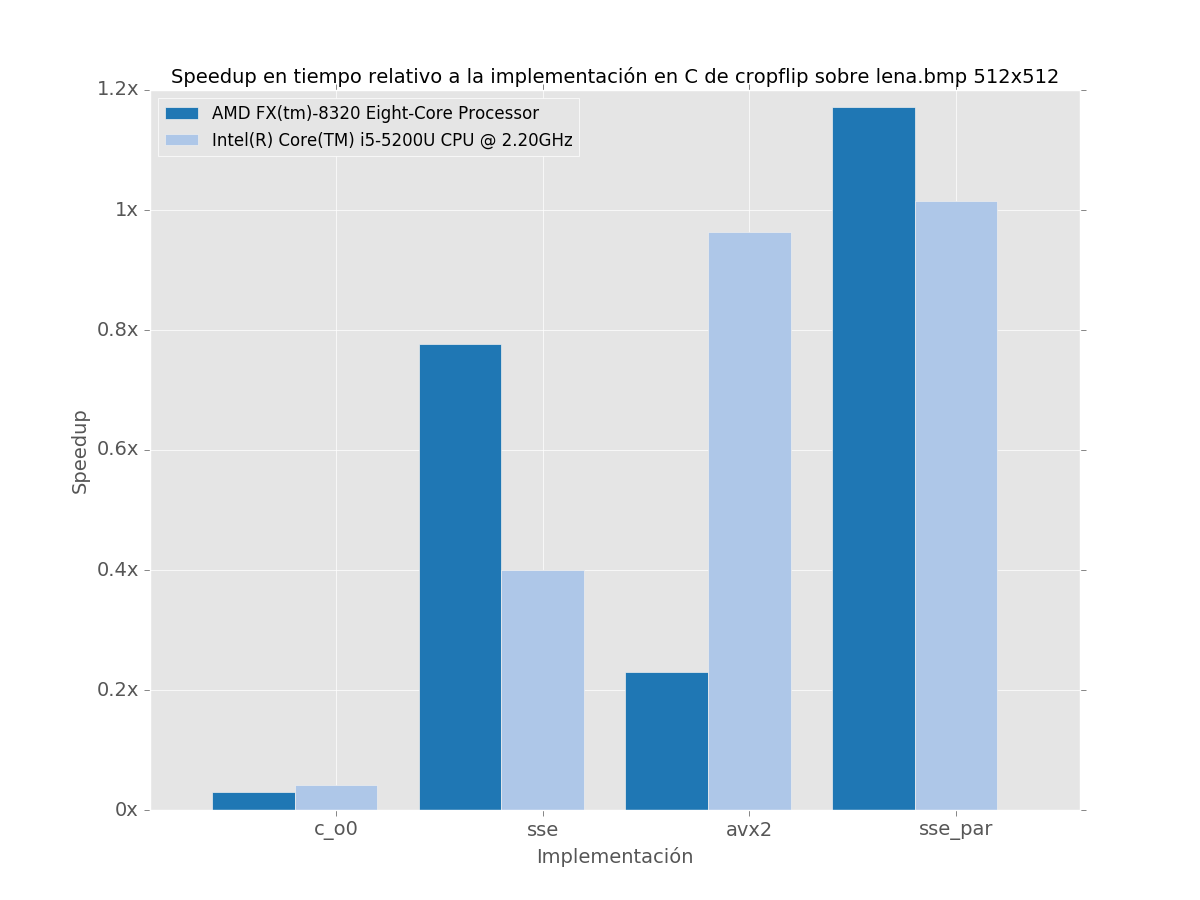 Speedup en tiempo relativo a la implementación en C de cropflip sobre lena.bmp 512x512
AMD FX(tm)-8320 Eight-Core Processor
Intel(R) Core(TM) i5-5200U CPU @ 2.20GHz
1.2x
1x
0.8x
0.6x
0.4x
0.2x
0x
Speedup
c_o0 sse avx2 sse_par
Implementación